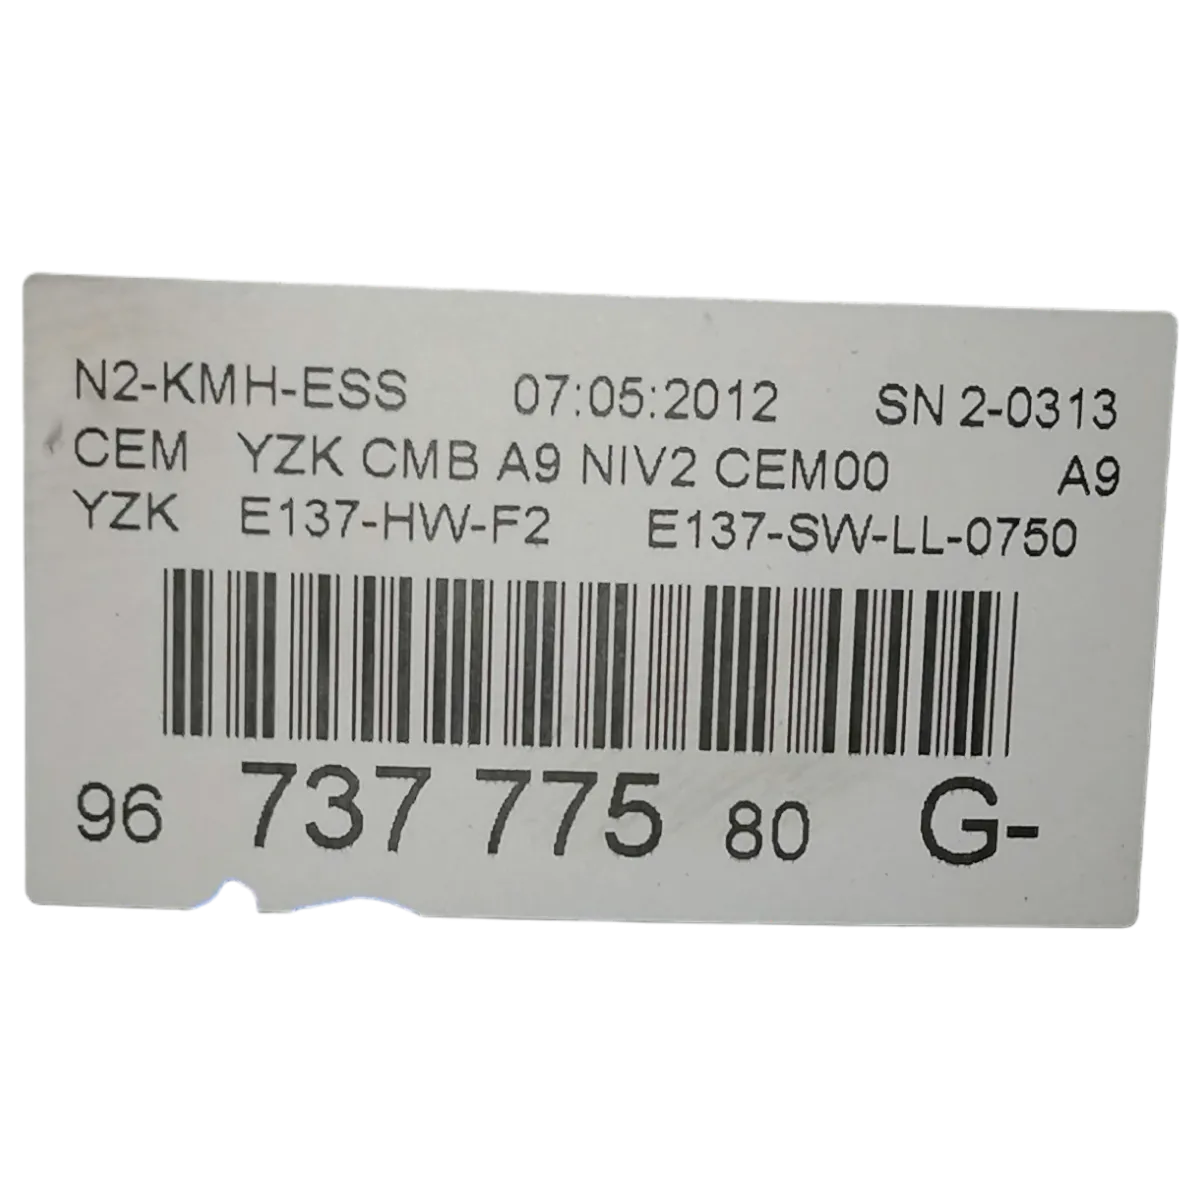 N2-KMH-ESS 07:05:2012 SN 2-0313
CEM YZK CMB A9 NIV2 CEM00 A9
YZK E137-HW-F2 E137-SW-LL-0750
96 737 775 80 G-